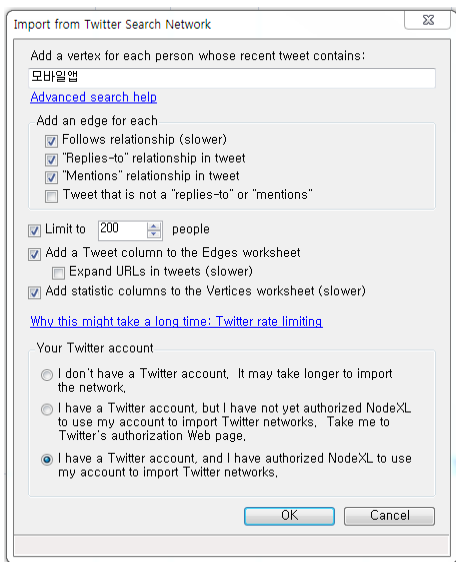 Import from Twitter Search Network
Add a vertex for each person whose recent tweet contains:
모바일앱
Advanced search help
Add an edge for each
Follows relationship (slower)
"Replies-to" relationship in tweet
"Mentions" relationship in tweet
Tweet that is not a "replies-to" or "mentions"
Limit to 200 people
Add a Tweet column to the Edges worksheet
Expand URLs in tweets (slower)
Add statistic columns to the Vertices worksheet (slower)
Why this might take a long time: Twitter rate limiting
Your Twitter account
I don't have a Twitter account. It may take longer to import
the network.
I have a Twitter account, but I have not yet authorized NodeXL
to use my account to import Twitter networks. Take me to
Twitter's authorization Web page.
I have a Twitter account, and I have authorized NodeXL to use
my account to import Twitter networks.
OK Cancel